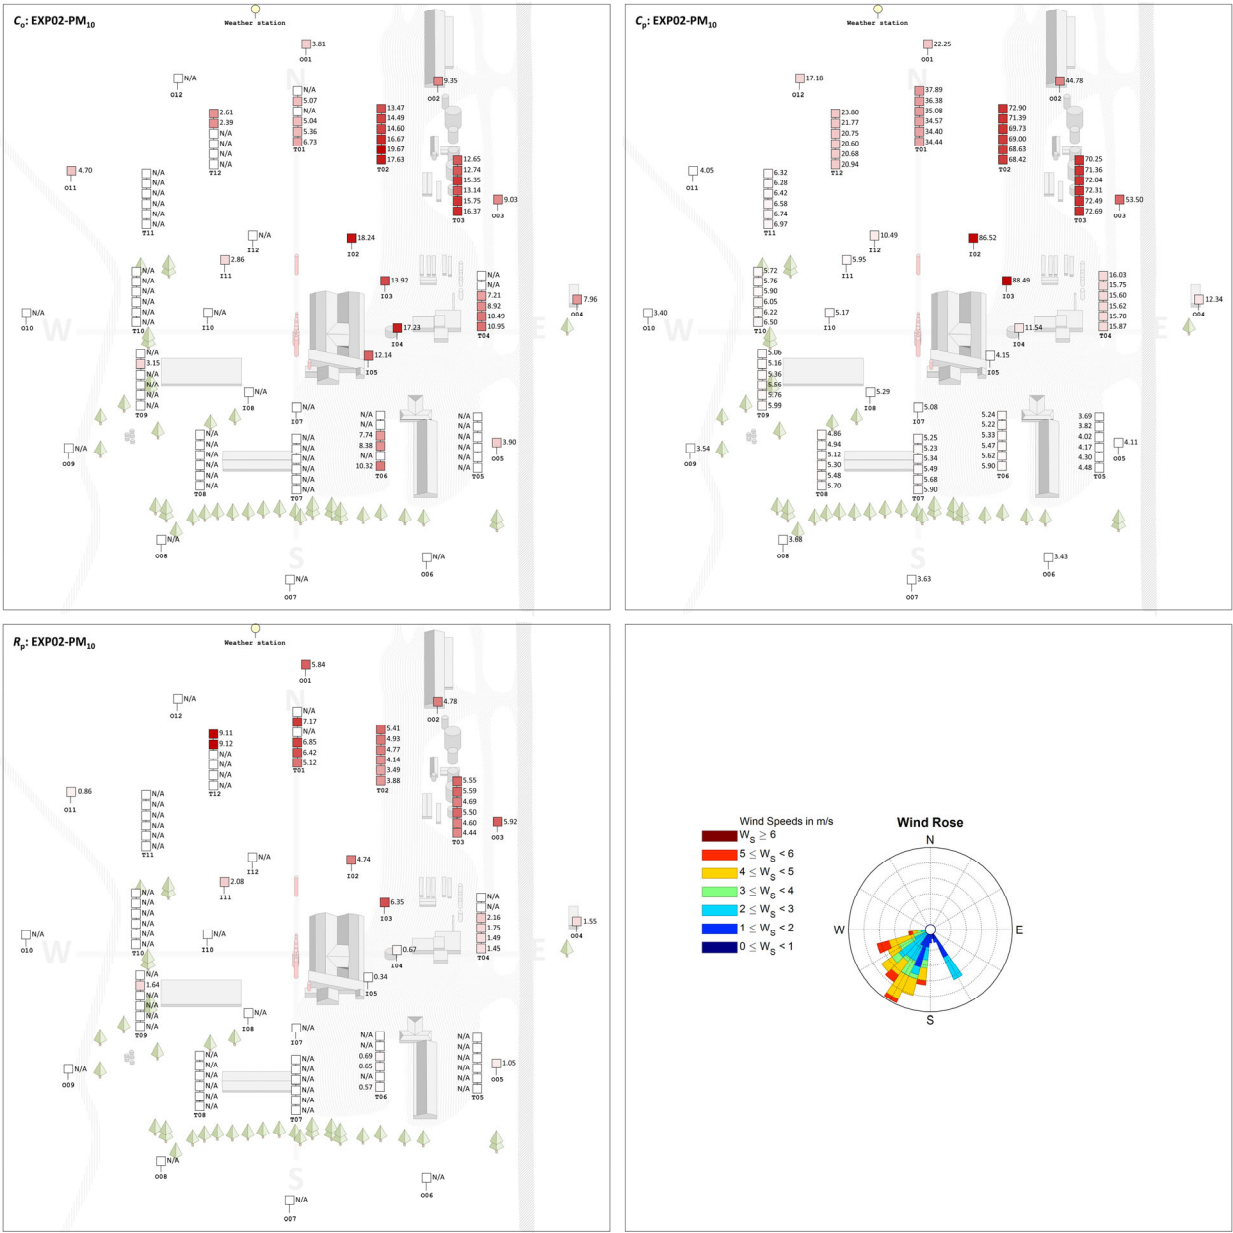 Co: EXP02-PM10
Weather station
3.81
O01
N/A
O12
9.35
O02
N
N/A
5.07
N/A
5.04
5.36
6.73
T01
2.61
2.39
N/A
N/A
N/A
N/A
T12
13.47
14.49
14.60
16.67
19.67
17.63
T02
12.65
12.74
15.35
13.14
15.75
16.37
T03
4.70
O11
N/A
N/A
N/A
N/A
N/A
N/A
T11
9.03
O03
N/A
I12
18.24
I02
2.86
I11
13.92
I03
N/A
N/A
N/A
N/A
N/A
N/A
T10
N/A
N/A
7.21
8.92
10.49
10.95
T04
7.96
O04
N/A
O10
W
N/A
I10
17.23
I04
E
12.14
I05
N/A
3.15
N/A
N/A
N/A
N/A
T09
N/A
I08
N/A
I07
N/A
N/A
7.74
8.38
N/A
10.32
T06
N/A
N/A
N/A
N/A
N/A
N/A
T05
3.90
O05
N/A
O09
N/A
N/A
N/A
N/A
N/A
N/A
T08
N/A
N/A
N/A
N/A
N/A
N/A
T07
N/A
O08
S
N/A
O06
N/A
O07
Cp: EXP02-PM10
Weather station
22.25
O01
17.10
O12
44.78
O02
N
37.89
36.38
35.08
34.57
34.40
34.44
T01
23.80
21.77
20.75
20.60
20.68
20.94
T12
72.90
71.39
69.73
69.00
68.63
68.42
T02
70.25
71.36
72.04
72.31
72.49
72.69
T03
4.05
O11
6.32
6.28
6.42
6.58
6.74
6.97
T11
53.50
O03
10.49
I12
86.52
I02
5.95
I11
88.49
I03
5.72
5.76
5.90
6.05
6.22
6.50
T10
16.03
15.75
15.60
15.62
15.70
15.87
T04
12.34
O04
3.40
O10
W
5.17
I10
11.54
I04
E
4.15
I05
5.06
5.16
5.36
5.56
5.76
5.99
T09
5.29
I08
5.08
I07
5.24
5.22
5.33
5.47
5.62
5.90
T06
3.69
3.82
4.02
4.17
4.30
4.48
T05
4.11
O05
3.54
O09
4.86
4.94
5.12
5.30
5.48
5.70
T08
5.25
5.23
5.34
5.49
5.68
5.90
T07
3.68
O08
S
3.43
O06
3.63
O07
Rp: EXP02-PM10
Weather station
5.84
O01
N/A
O12
4.78
O02
N
N/A
7.17
N/A
6.85
6.42
5.12
T01
9.11
9.12
N/A
N/A
N/A
N/A
T12
5.41
4.93
4.77
4.14
3.49
3.88
T02
5.55
5.59
4.69
5.50
4.60
4.44
T03
0.86
O11
N/A
N/A
N/A
N/A
N/A
N/A
T11
5.92
O03
N/A
I12
4.74
I02
2.08
I11
6.35
I03
N/A
N/A
N/A
N/A
N/A
N/A
T10
N/A
N/A
2.16
1.75
1.49
1.45
T04
1.55
O04
N/A
O10
W
N/A
I10
0.67
I04
E
0.34
I05
N/A
1.64
N/A
N/A
N/A
N/A
T09
N/A
I08
N/A
I07
N/A
N/A
0.69
0.65
N/A
0.57
T06
N/A
N/A
N/A
N/A
N/A
N/A
T05
1.05
O05
N/A
O09
N/A
N/A
N/A
N/A
N/A
N/A
T08
N/A
N/A
N/A
N/A
N/A
N/A
T07
N/A
O08
S
N/A
O06
N/A
O07
Wind Speeds in m/s
WS ≥ 6
5 ≤ WS < 6
4 ≤ WS < 5
3 ≤ WS < 4
2 ≤ WS < 3
1 ≤ WS < 2
0 ≤ WS < 1
Wind Rose
N
W
E
S